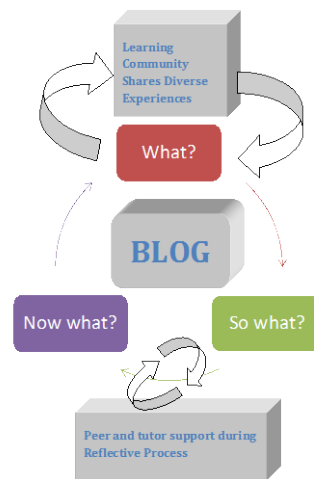 Learning
Community
Shares Diverse
Experiences
What?
BLOG
Now what?
So what?
Peer and tutor support during
Reflective Process